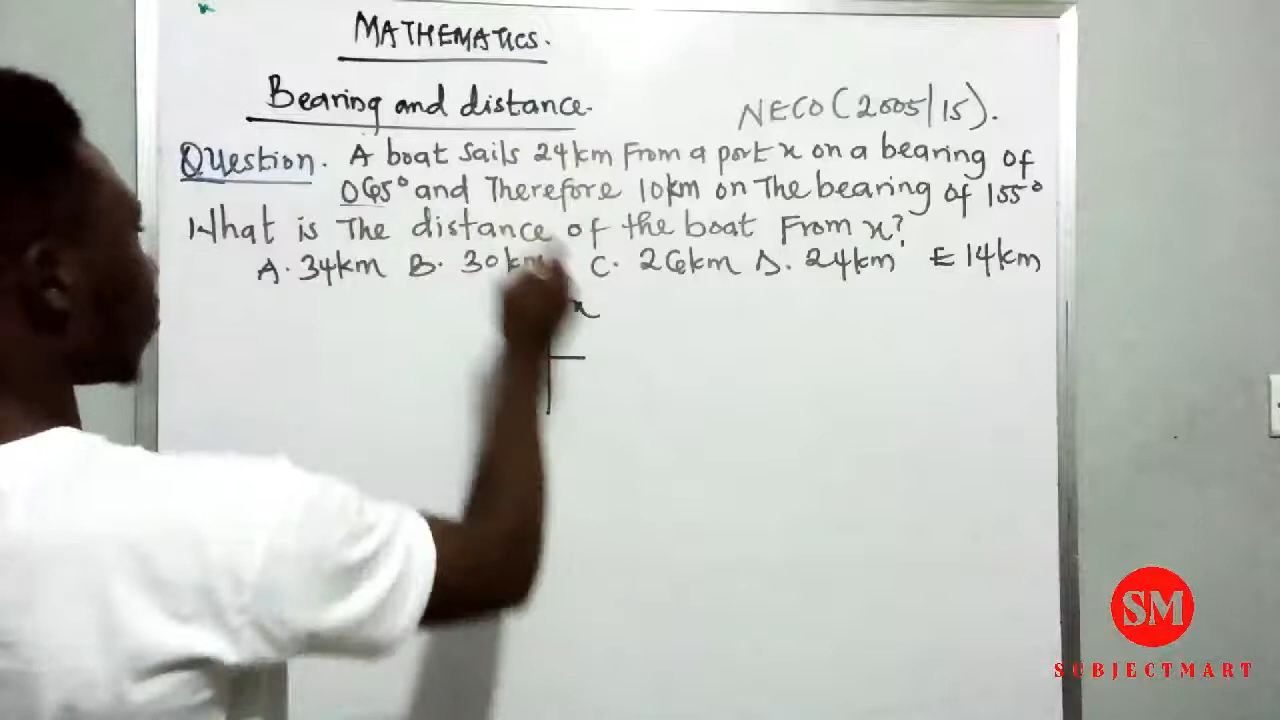 MATHEMATICS.
Bearing and distance.
NECO (2005/15).
Question. A boat sails 24km From a port x on a bearing of
065° and Therefore 10km on The bearing of 155°
What is The distance of the boat From x?
A. 34km B. 30km C. 26km D. 24km E 14km
x
SM
SUBJECTMART